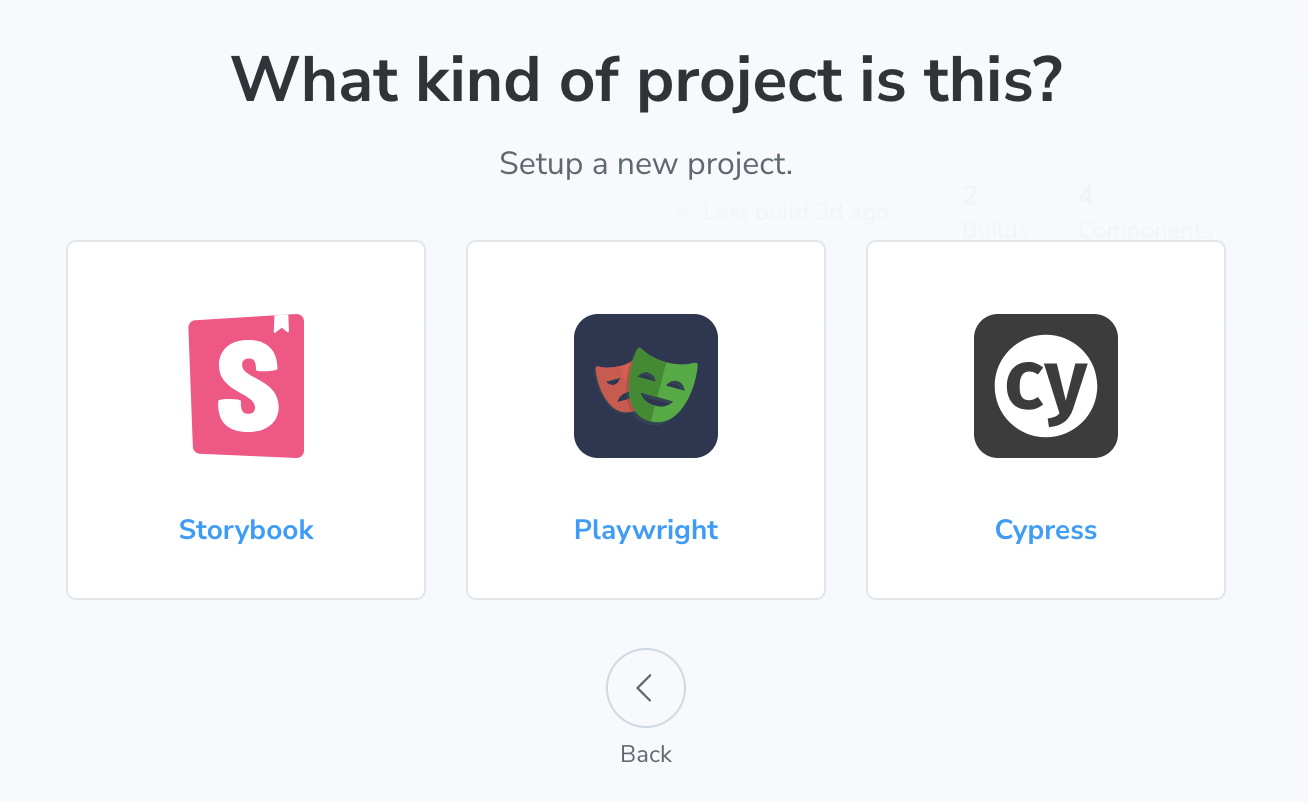 What kind of project is this?
Setup a new project.
Last build 3d ago
2
Builds
4
Components
S
Storybook
Playwright
cy
Cypress
Back